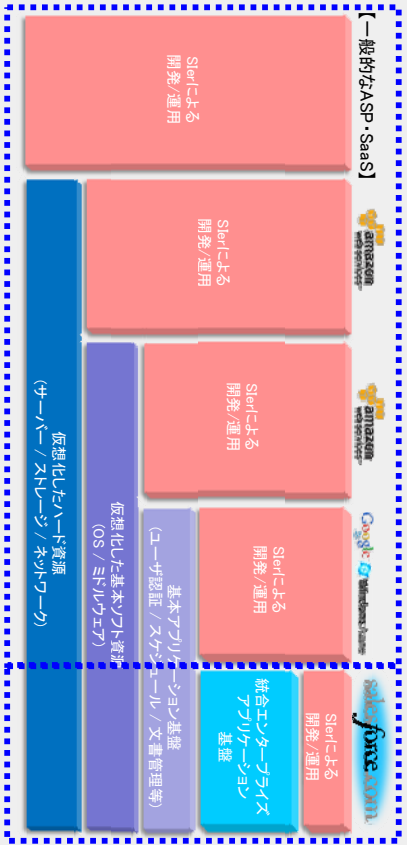 【一般的なASP・SaaS】
amazon
web services
amazon
web services
Google
Windows Azure
salesforce.com
SIerによる
開発/運用
SIerによる
開発/運用
SIerによる
開発/運用
SIerによる
開発/運用
SIerによる
開発/運用
統合エンタープライズ
アプリケーション
基盤
基本アプリケーション基盤
(ユーザ認証 / スケジュール / 文書管理等)
仮想化した基本ソフト資源
(OS / ミドルウェア)
仮想化したハード資源
(サーバー / ストレージ / ネットワーク)